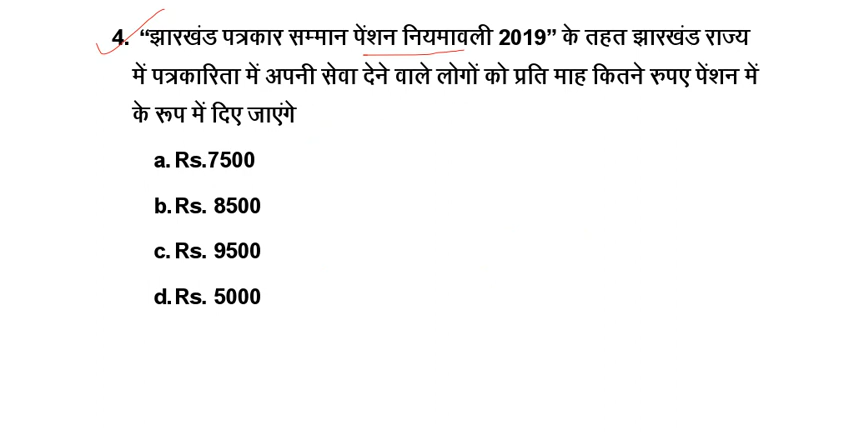 4. “झारखंड पत्रकार सम्मान पेंशन नियमावली 2019” के तहत झारखंड राज्य
में पत्रकारिता में अपनी सेवा देने वाले लोगों को प्रति माह कितने रुपए पेंशन में
के रूप में दिए जाएंगे
a. Rs.7500
b. Rs. 8500
c. Rs. 9500
d. Rs. 5000